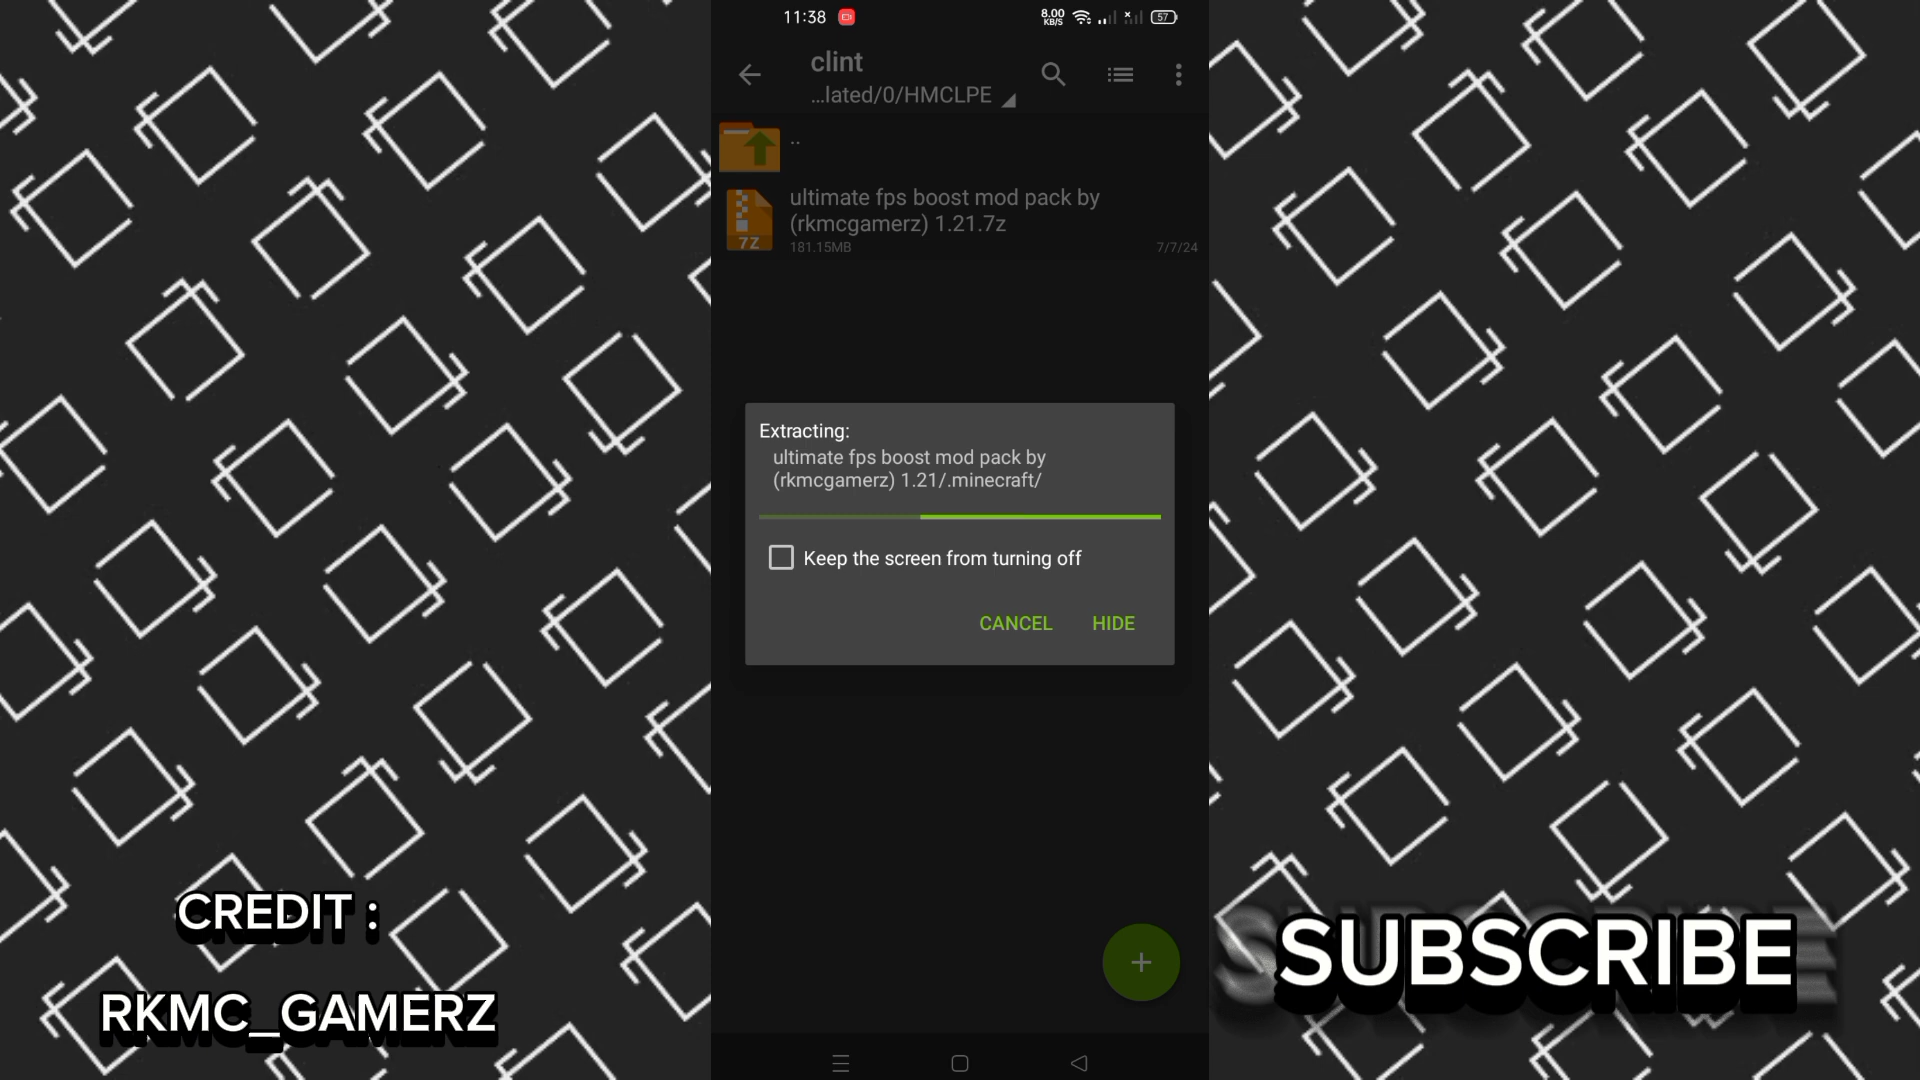 11:38
8.00
KB/S
57
clint
...lated/0/HMCLPE
..
ultimate fps boost mod pack by
(rkmcgamerz) 1.21.7z
7Z
181.15MB
7/7/24
Extracting:
ultimate fps boost mod pack by
(rkmcgamerz) 1.21/.minecraft/
Keep the screen from turning off
CANCEL
HIDE
CREDIT :
RKMC_GAMERZ
SUBSCRIBE